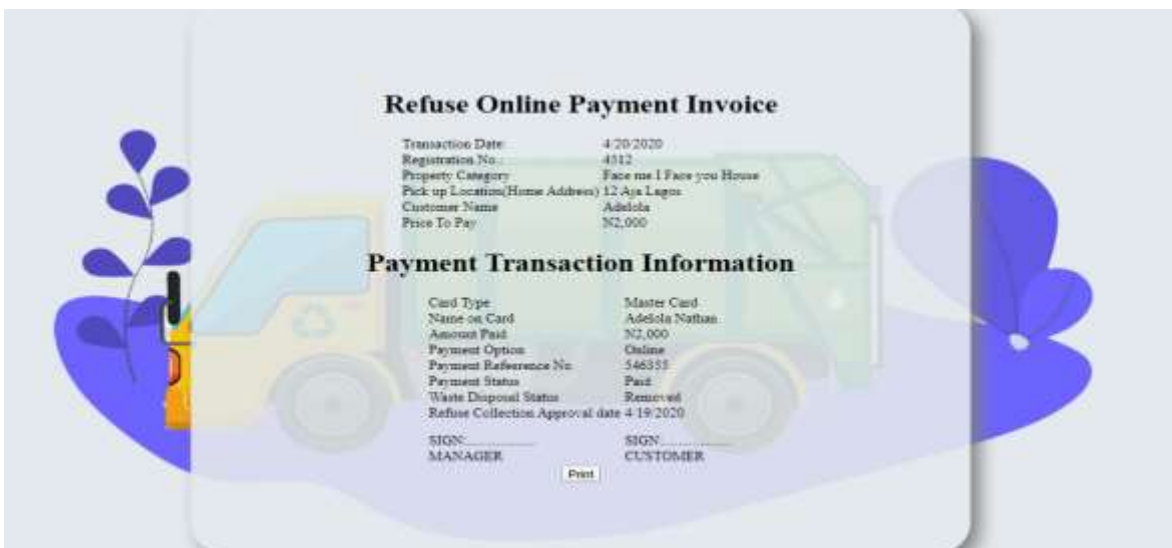 Refuse Online Payment Invoice
Transaction Date: 4/20/2020
Registration No.: 4512
Property Category Face me I Face you House
Pick up Location(Home Address) 12 Aja Lagos
Customer Name Adelola
Price To Pay N2,000
Payment Transaction Information
Card Type Master Card
Name on Card Adelola Nathan
Amount Paid N2,000
Payment Option Online
Payment Refeerence No. 546355
Payment Status Paid
Waste Disposal Status Removed
Refuse Collection Approval date 4/19/2020
SIGN:.................. SIGN...................
MANAGER CUSTOMER
Print